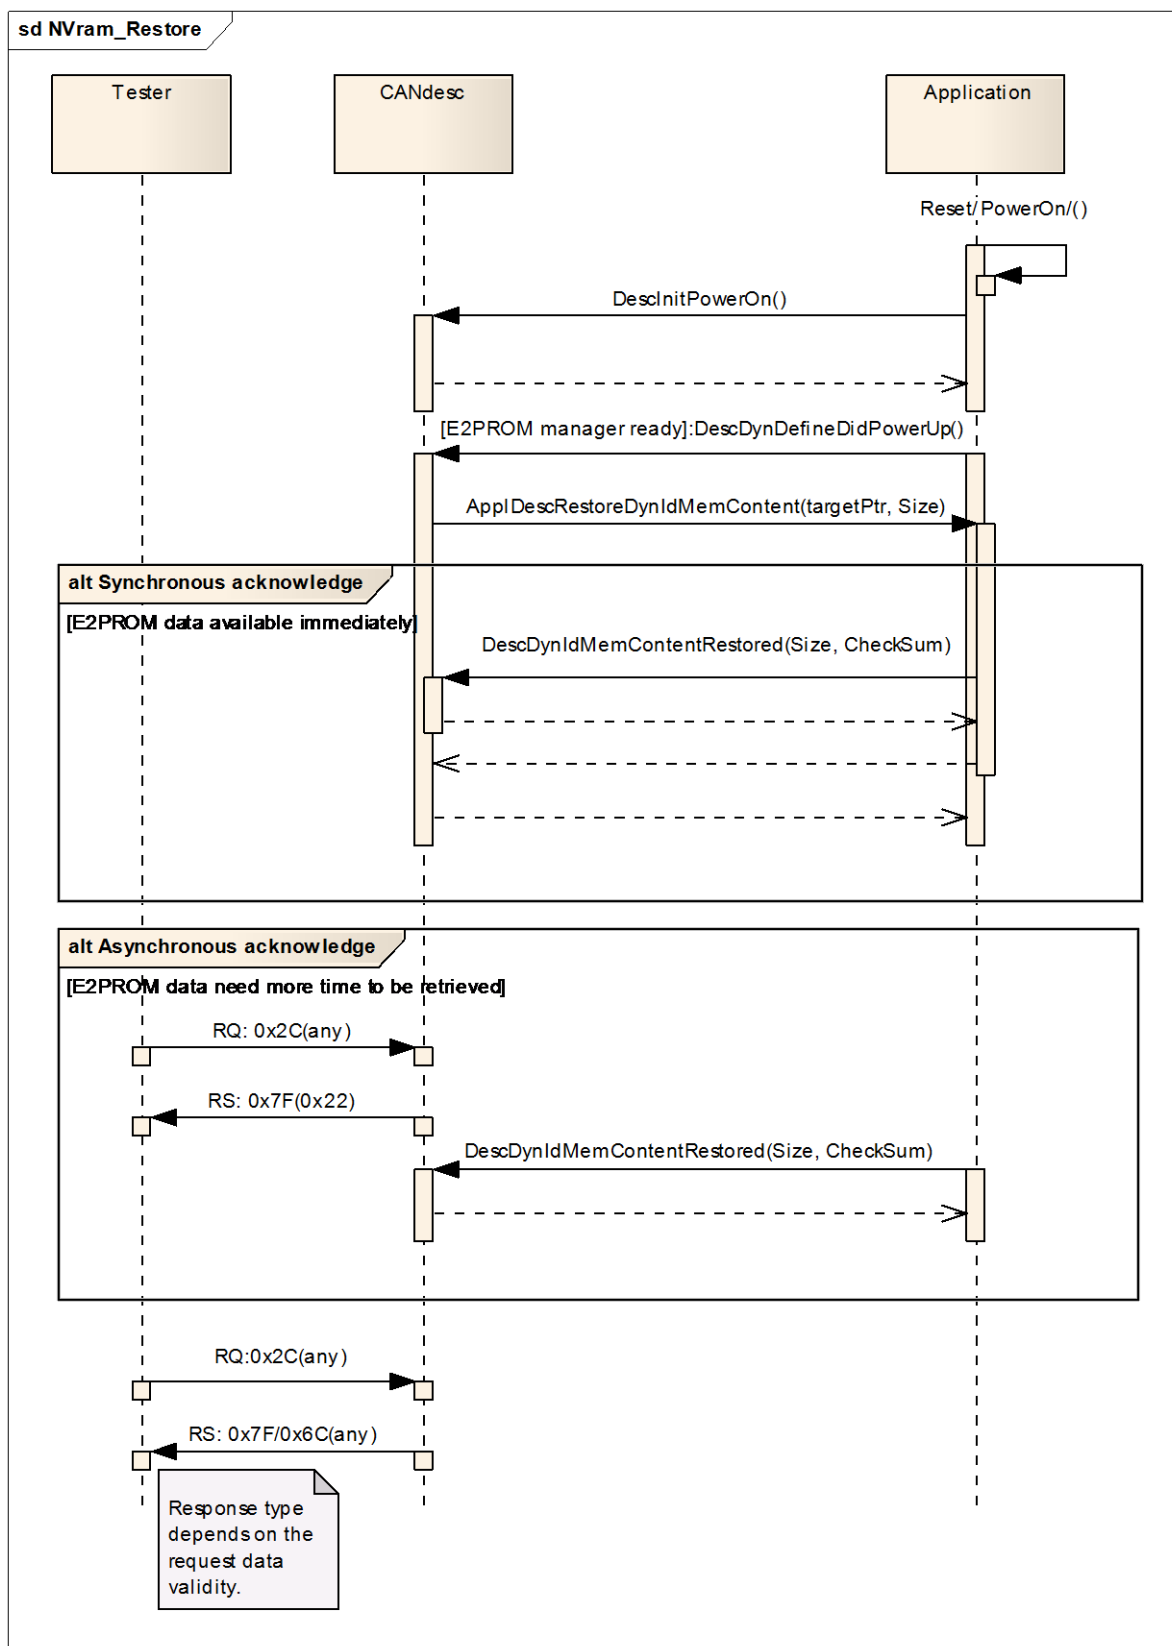 sd NVram_Restore
Tester
CANdesc
Application
Reset/PowerOn/()
DescInitPowerOn()
[E2PROM manager ready]:DescDynDefineDidPowerUp()
ApplDescRestoreDynIdMemContent(targetPtr, Size)
alt Synchronous acknowledge
[E2PROM data available immediately]
DescDynIdMemContentRestored(Size, CheckSum)
alt Asynchronous acknowledge
[E2PROM data need more time to be retrieved]
RQ: 0x2C(any)
RS: 0x7F(0x22)
DescDynIdMemContentRestored(Size, CheckSum)
RQ:0x2C(any)
RS: 0x7F/0x6C(any)
Response type
depends on the
request data
validity.